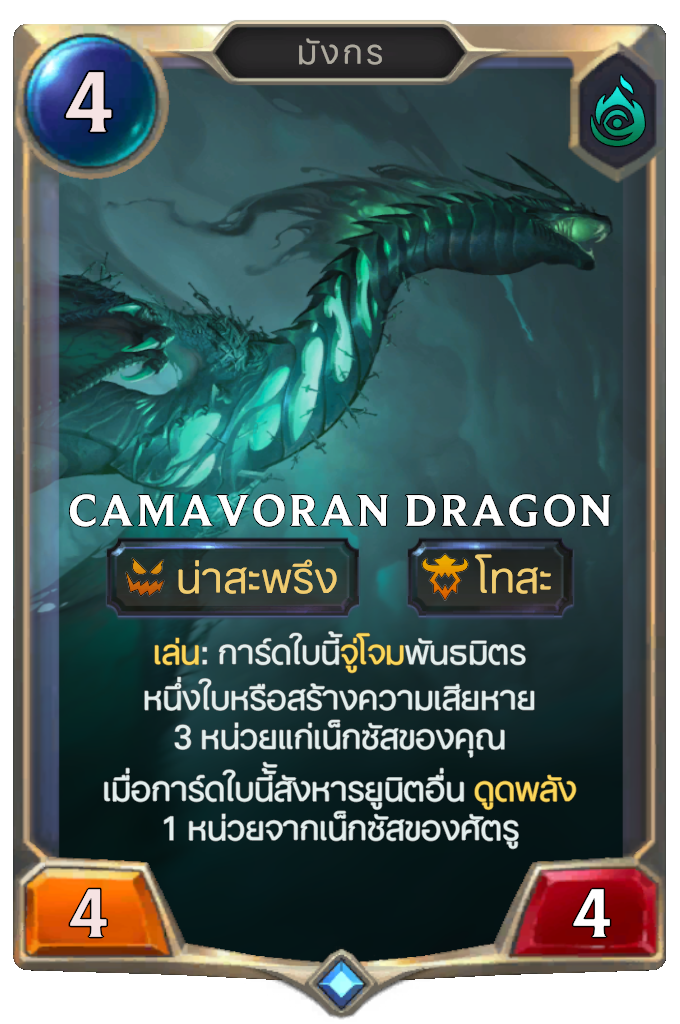 มังกร
4
CAMAVORAN DRAGON
น่าสะพรึง
โทสะ
เล่น: การ์ดใบนี้จู่โจมพันธมิตร
หนึ่งใบหรือสร้างความเสียหาย
3 หน่วยแก่เน็กซัสของคุณ
เมื่อการ์ดใบนี้สังหารยูนิตอื่น ดูดพลัง
1 หน่วยจากเน็กซัสของศัตรู
4
4